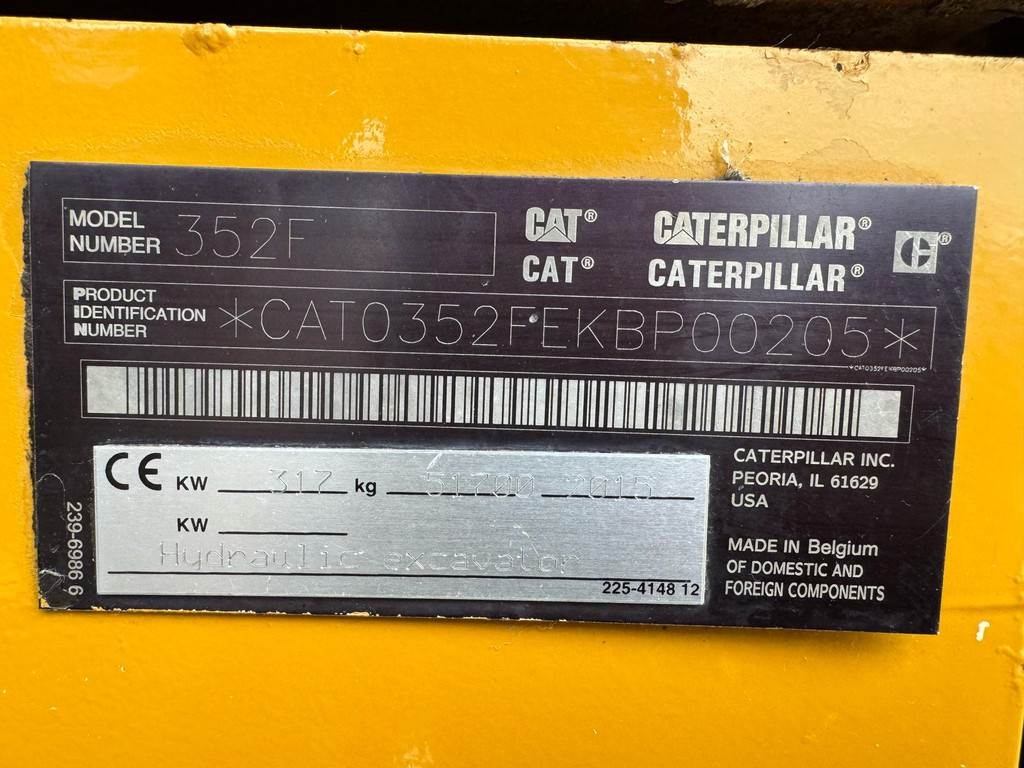 MODEL NUMBER 352F
CAT® CATERPILLAR®
CAT® CATERPILLAR®
PRODUCT IDENTIFICATION NUMBER *CAT0352FEKBP00205*
*CAT0352FEKBP00205*
CE KW 317 kg 51700 2015
KW
Hydraulic excavator
225-4148 12
239-6986 6
CATERPILLAR INC.
PEORIA, IL 61629
USA
MADE IN Belgium
OF DOMESTIC AND
FOREIGN COMPONENTS